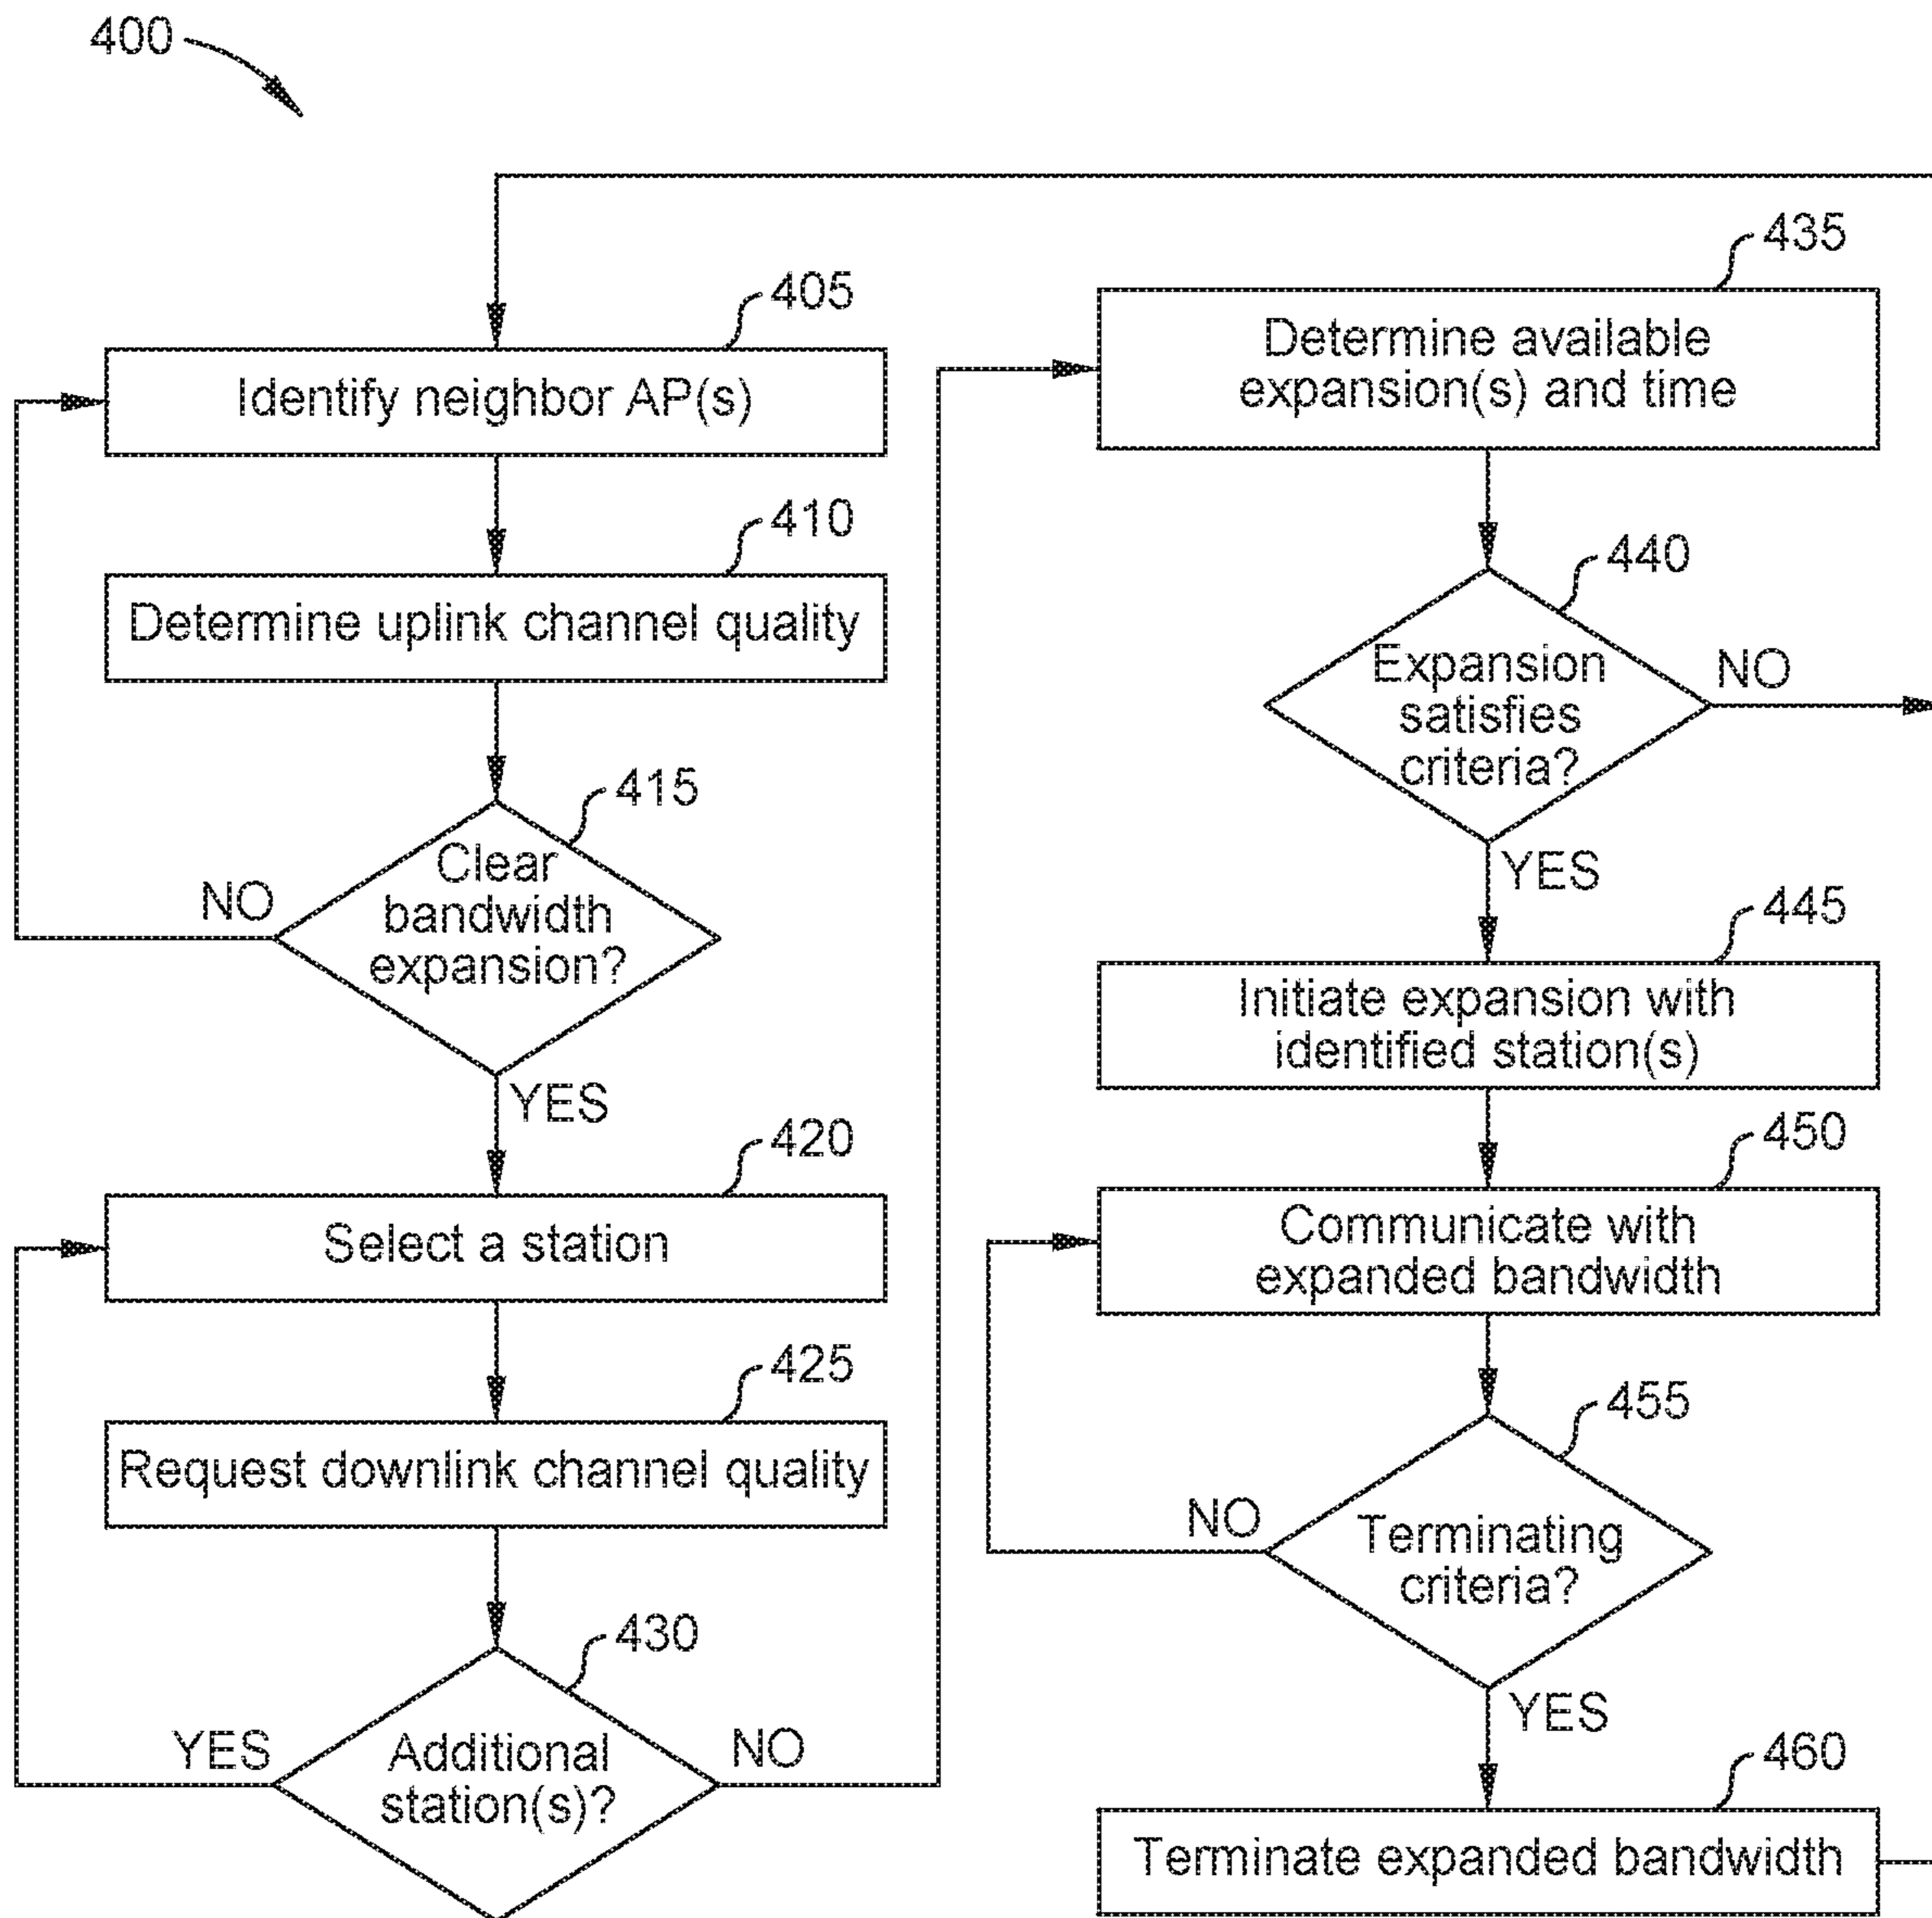 400
405
Identify neighbor AP(s)
410
Determine uplink channel quality
415
Clear
bandwidth
expansion?
NO
YES
420
Select a station
425
Request downlink channel quality
430
Additional
station(s)?
YES
NO
435
Determine available
expansion(s) and time
440
Expansion
satisfies
criteria?
NO
YES
445
Initiate expansion with
identified station(s)
450
Communicate with
expanded bandwidth
455
Terminating
criteria?
NO
YES
460
Terminate expanded bandwidth